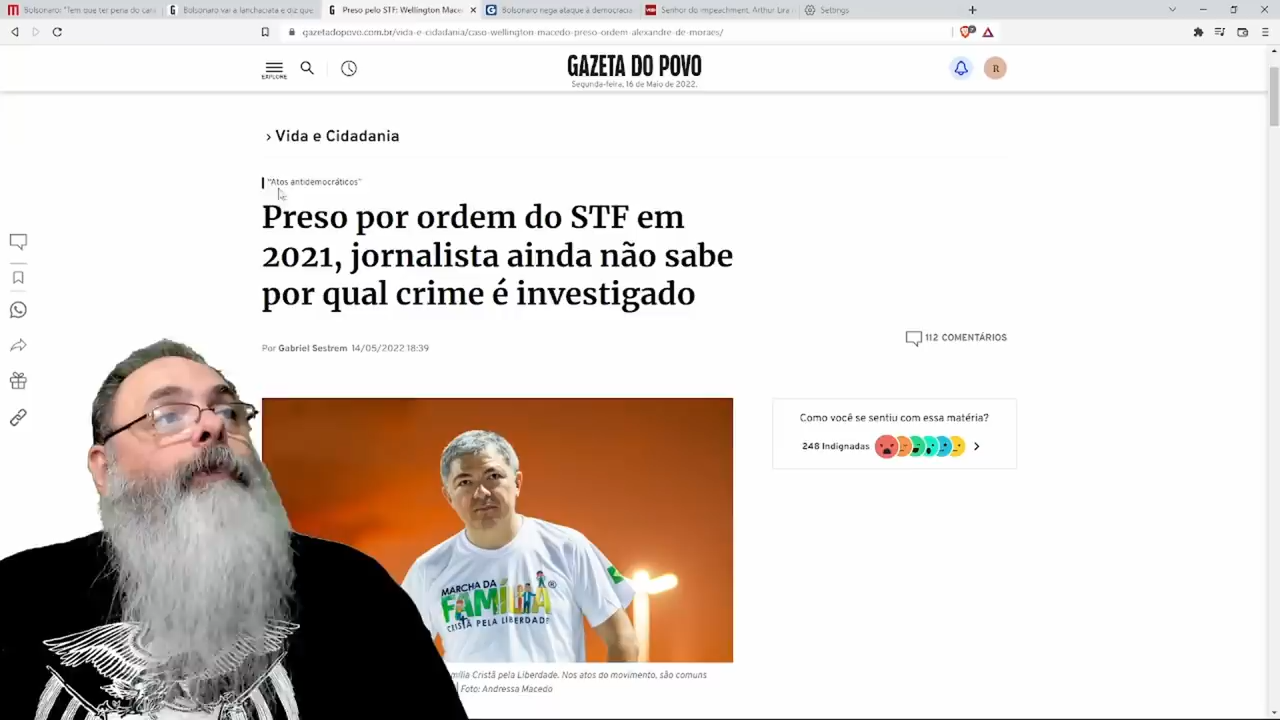 Bolsonaro: "Tem que ter pena do cara
Bolsonaro vai a lanchaciata e diz que
Preso pelo STF: Wellington Mace
Bolsonaro nega ataque à democracia
Senhor do impeachment, Arthur Lira
Settings
gazetadopovo.com.br/vida-e-cidadania/caso-wellington-macedo-preso-ordem-alexandre-de-moraes/
EXPLORE
GAZETA DO POVO
Segunda-feira, 16 de Maio de 2022.
R
› Vida e Cidadania
"Atos antidemocráticos"
Preso por ordem do STF em
2021, jornalista ainda não sabe
por qual crime é investigado
Por Gabriel Sestrem 14/05/2022 18:39
112 COMENTÁRIOS
Como você se sentiu com essa matéria?
248 Indignadas
MARCHA DA
FAMÍLIA
CRISTÃ PELA LIBERDADE
mília Cristã pela Liberdade. Nos atos do movimento, são comuns
Foto: Andressa Macedo